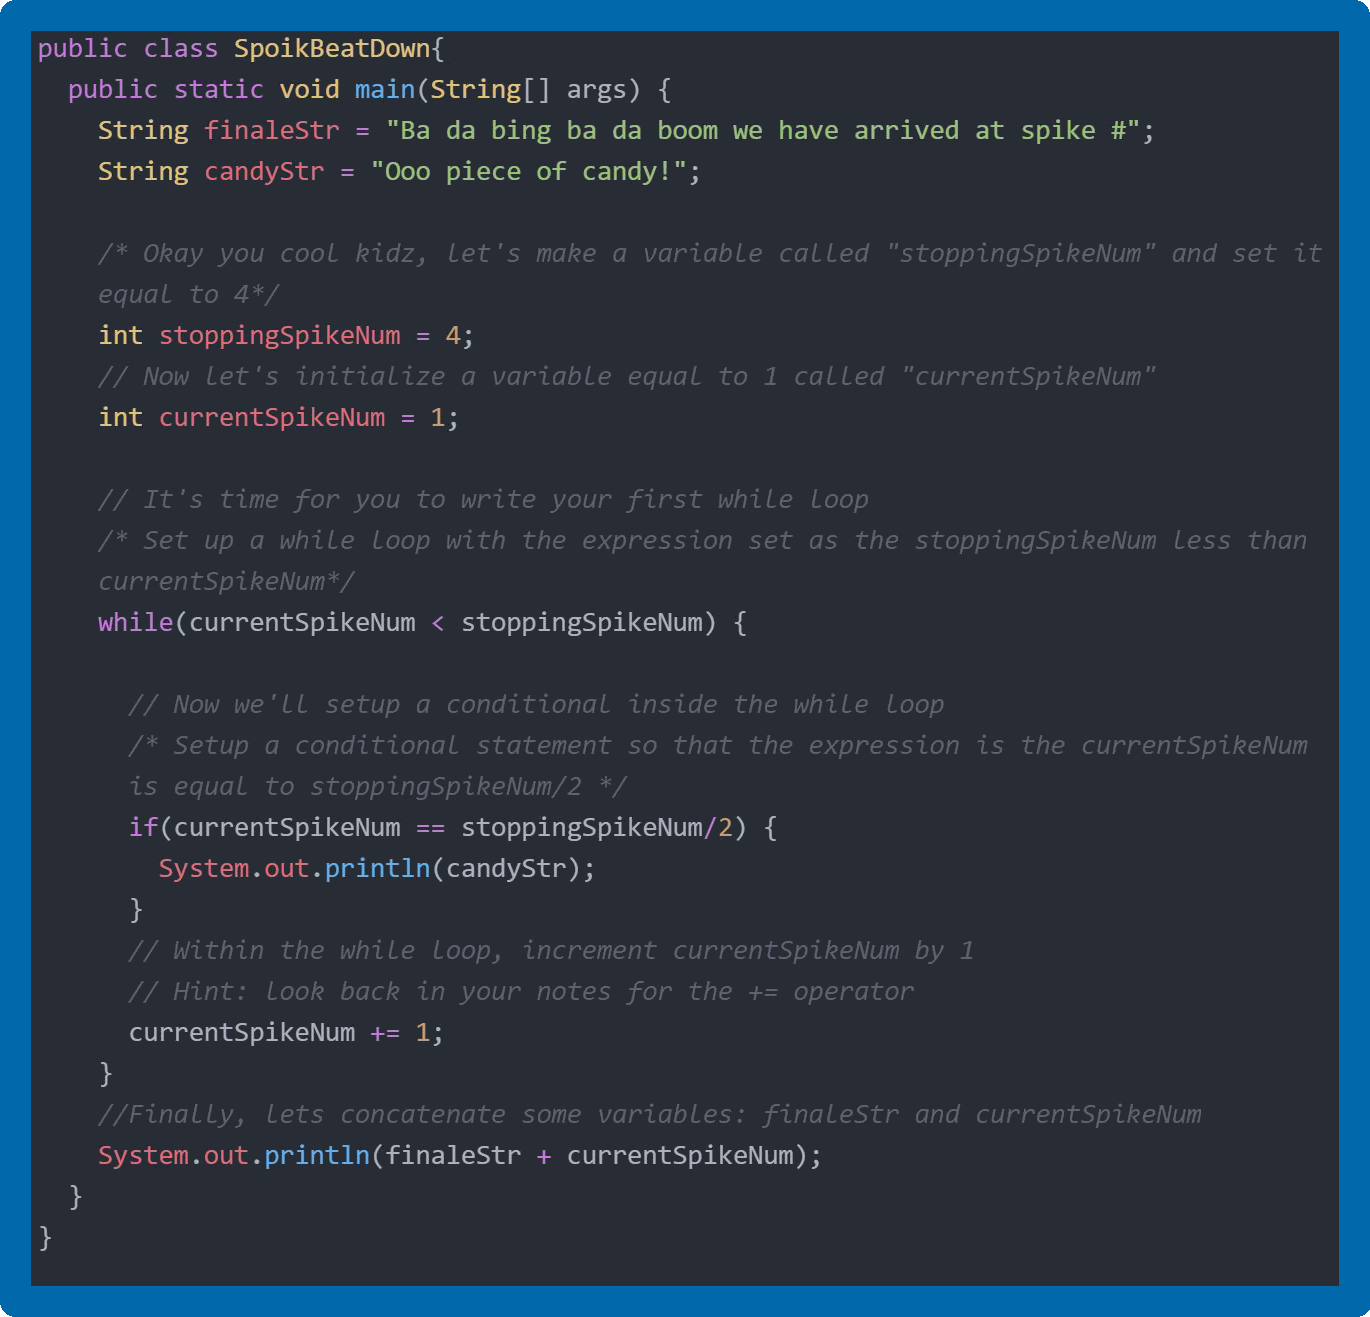 public class SpoikBeatDown{
  public static void main(String[] args) {
    String finaleStr = "Ba da bing ba da boom we have arrived at spike #";
    String candyStr = "Ooo piece of candy!";

    /* Okay you cool kidz, let's make a variable called "stoppingSpikeNum" and set it
    equal to 4*/
    int stoppingSpikeNum = 4;
    // Now let's initialize a variable equal to 1 called "currentSpikeNum"
    int currentSpikeNum = 1;

    // It's time for you to write your first while loop
    /* Set up a while loop with the expression set as the stoppingSpikeNum less than
    currentSpikeNum*/
    while(currentSpikeNum < stoppingSpikeNum) {

      // Now we'll setup a conditional inside the while loop
      /* Setup a conditional statement so that the expression is the currentSpikeNum
      is equal to stoppingSpikeNum/2 */
      if(currentSpikeNum == stoppingSpikeNum/2) {
        System.out.println(candyStr);
      }
      // Within the while loop, increment currentSpikeNum by 1
      // Hint: look back in your notes for the += operator
      currentSpikeNum += 1;
    }
    //Finally, lets concatenate some variables: finaleStr and currentSpikeNum
    System.out.println(finaleStr + currentSpikeNum);
  }
}